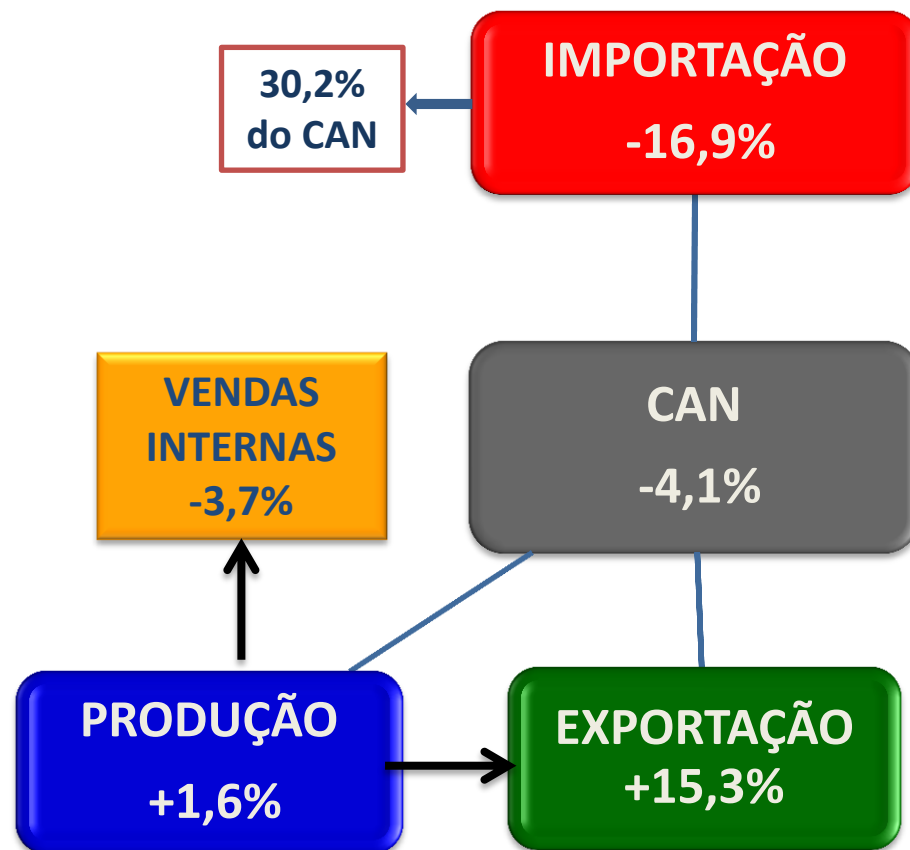 IMPORTAÇÃO
-16,9%
30,2%
do CAN
CAN
-4,1%
VENDAS
INTERNAS
-3,7%
PRODUÇÃO
+1,6%
EXPORTAÇÃO
+15,3%